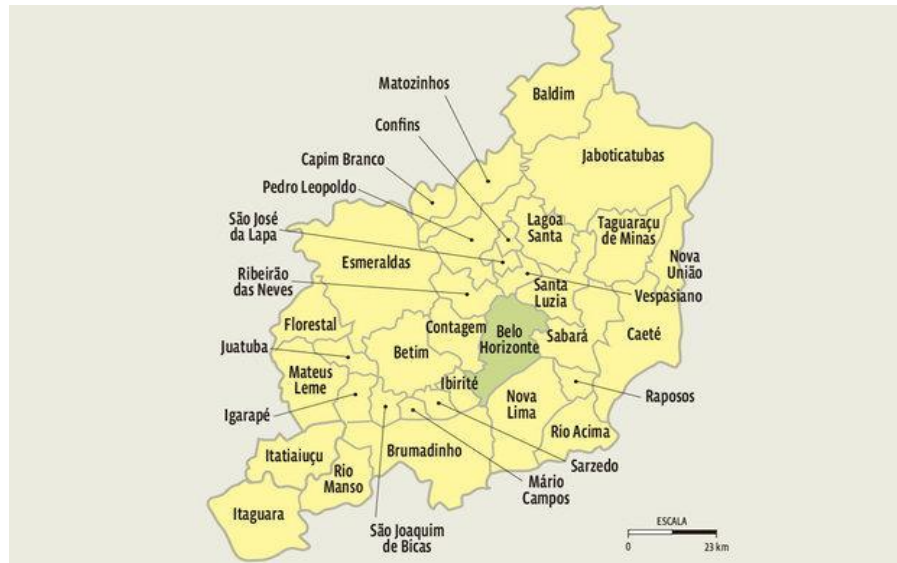 Baldim
Matozinhos
Confins
Jaboticatubas
Capim Branco
Pedro Leopoldo
São José
da Lapa
Lagoa
Santa
Taguaraçu
de Minas
Esmeraldas
Nova
União
Ribeirão
das Neves
Santa
Luzia
Vespasiano
Florestal
Contagem
Belo
Horizonte
Sabará
Caeté
Juatuba
Betim
Mateus
Leme
Ibirité
Nova
Lima
Raposos
Igarapé
Rio Acima
Itatiaiuçu
Brumadinho
Rio
Manso
Sarzedo
Mário
Campos
Itaguara
São Joaquim
de Bicas
ESCALA
0 23 km